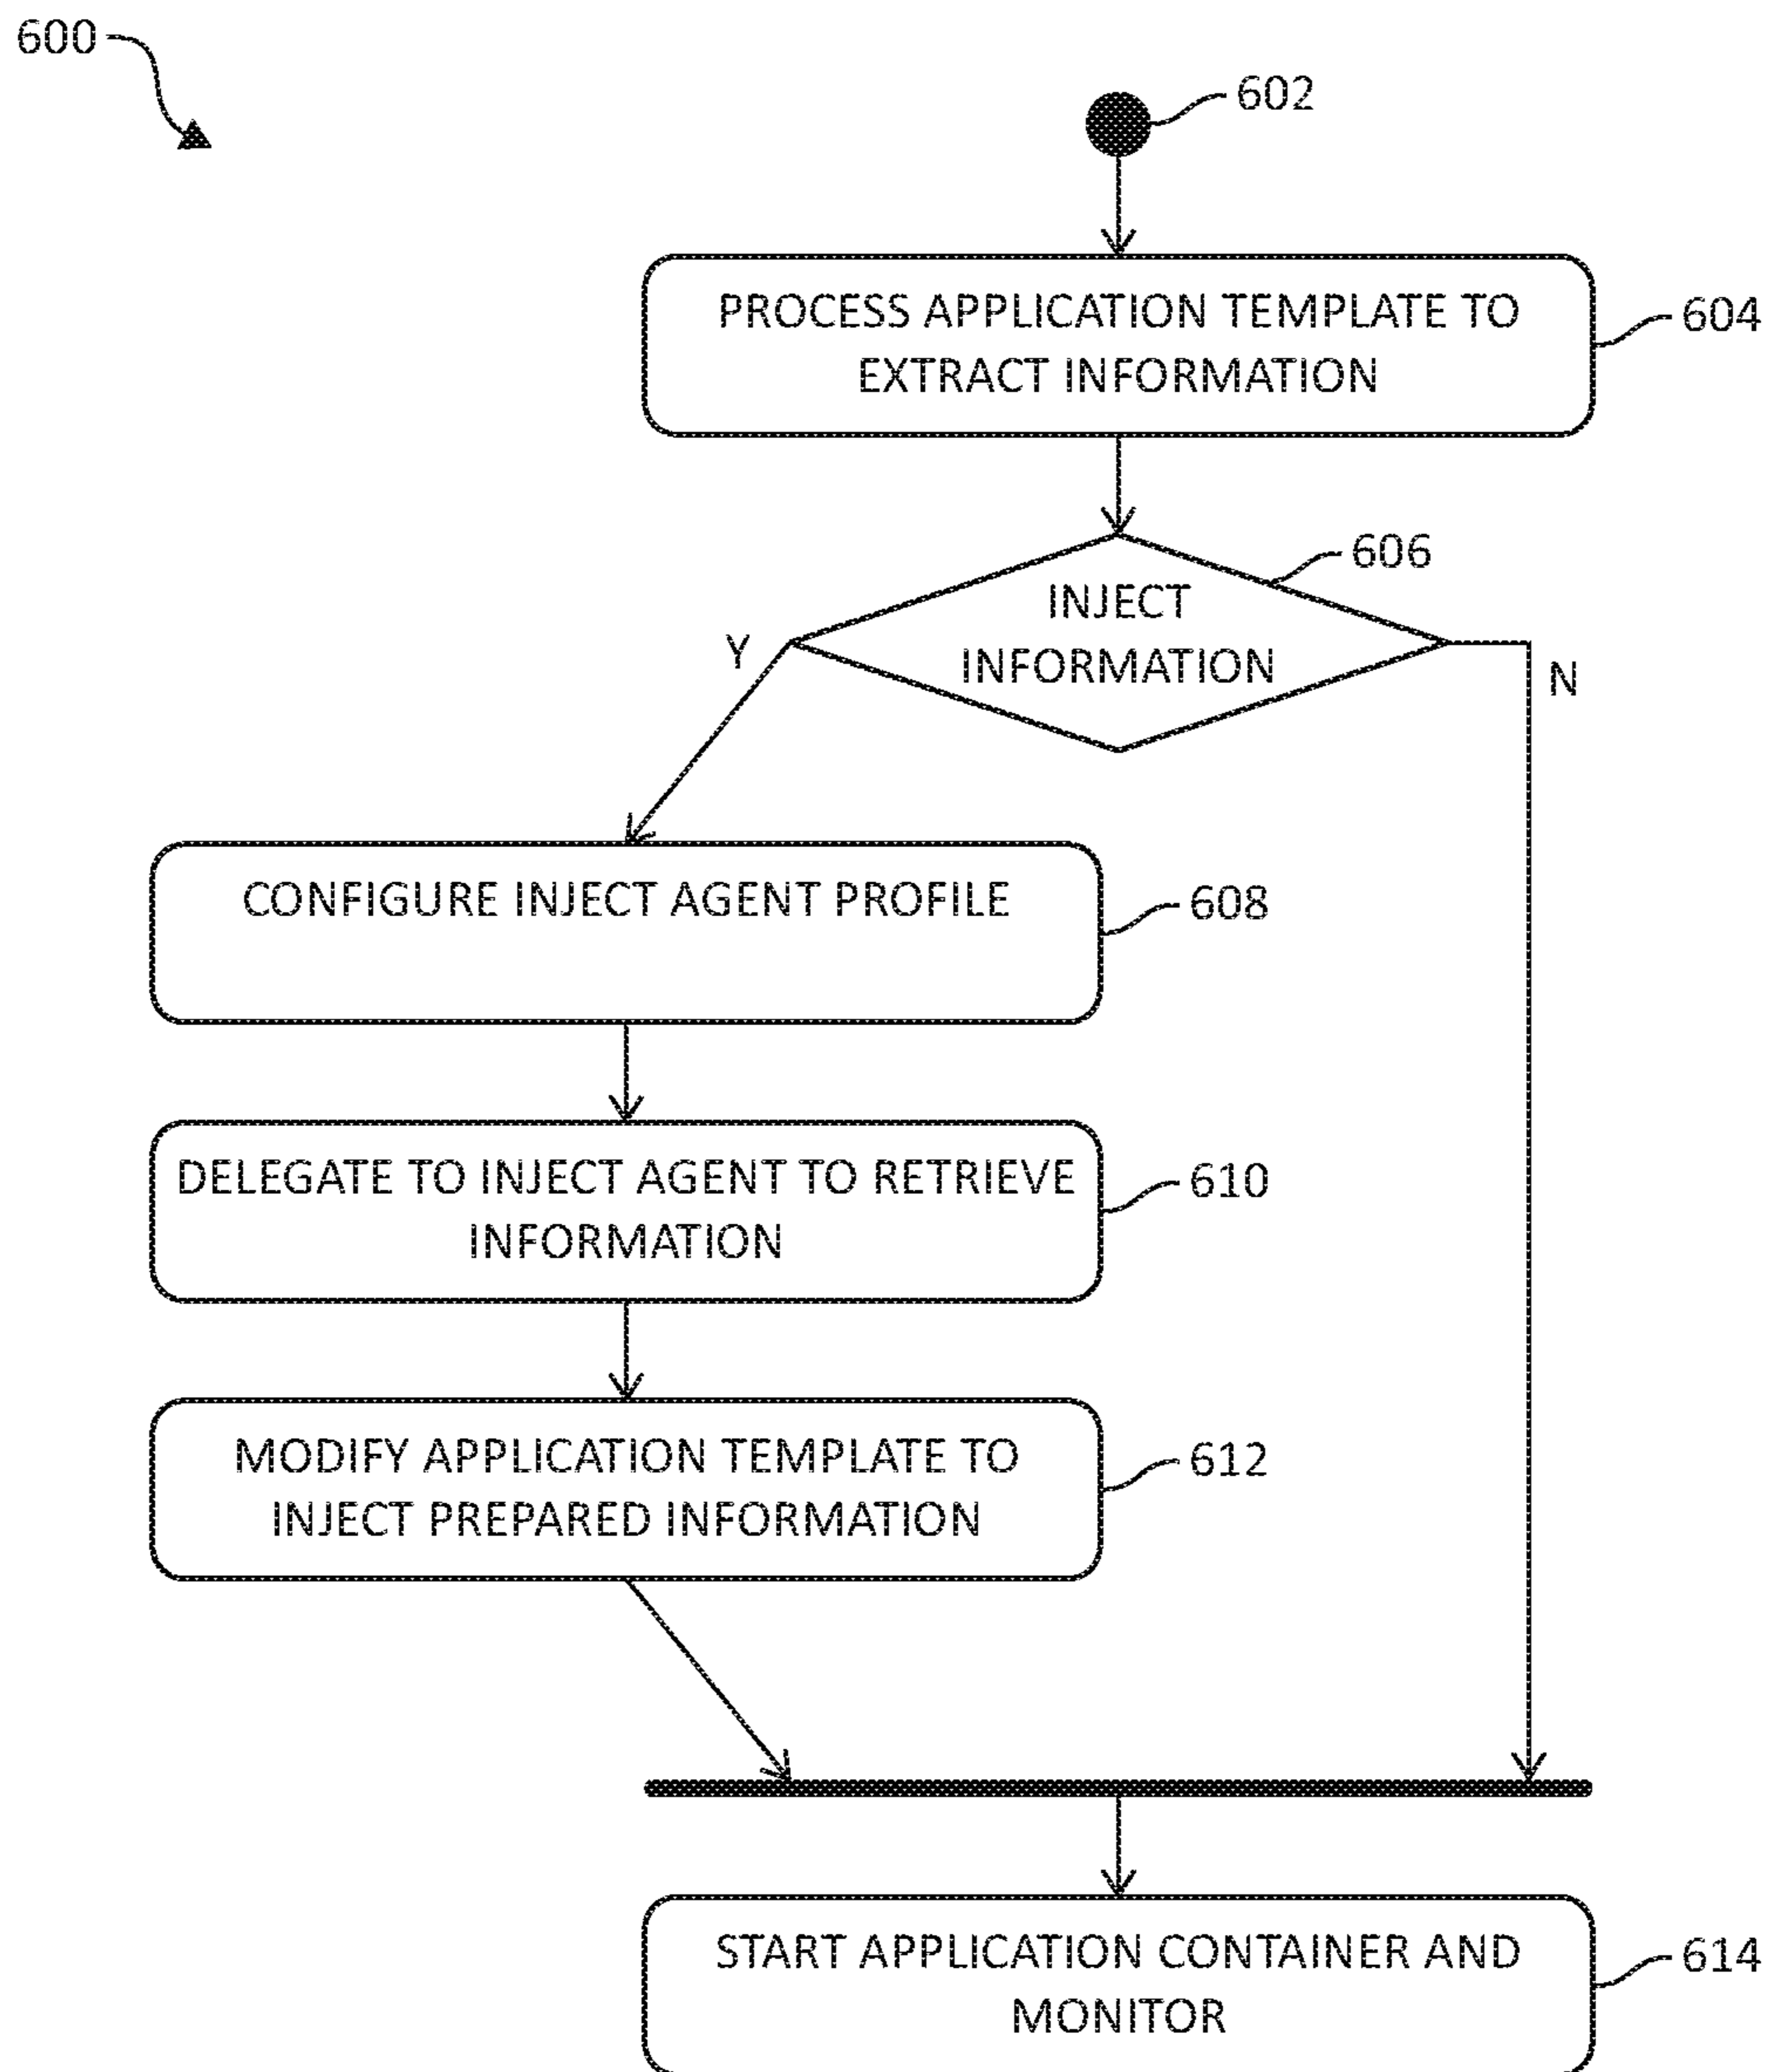 600
602
PROCESS APPLICATION TEMPLATE TO
EXTRACT INFORMATION
604
606
INJECT
INFORMATION
Y
N
CONFIGURE INJECT AGENT PROFILE
608
DELEGATE TO INJECT AGENT TO RETRIEVE
INFORMATION
610
MODIFY APPLICATION TEMPLATE TO
INJECT PREPARED INFORMATION
612
START APPLICATION CONTAINER AND
MONITOR
614